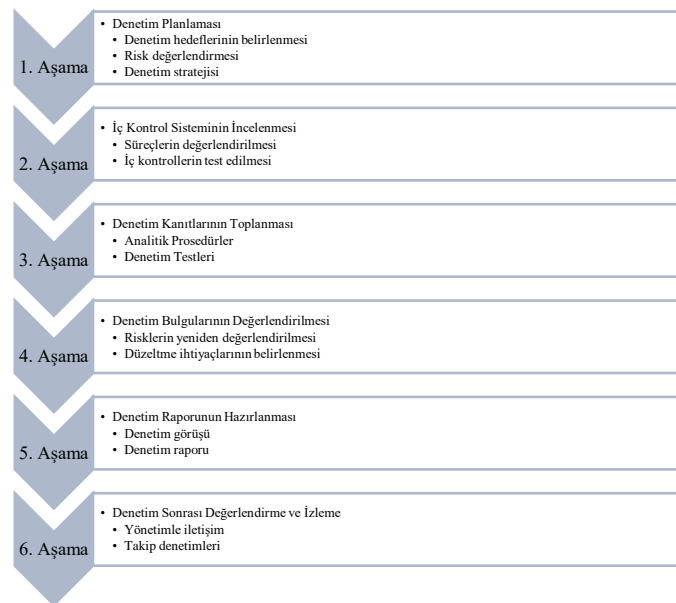 1. Aşama
• Denetim Planlaması
• Denetim hedeflerinin belirlenmesi
• Risk değerlendirmesi
• Denetim stratejisi
2. Aşama
• İç Kontrol Sisteminin İncelenmesi
• Süreçlerin değerlendirilmesi
• İç kontrollerin test edilmesi
3. Aşama
• Denetim Kanıtlarının Toplanması
• Analitik Prosedürler
• Denetim Testleri
4. Aşama
• Denetim Bulgularının Değerlendirilmesi
• Risklerin yeniden değerlendirilmesi
• Düzeltme ihtiyaçlarının belirlenmesi
5. Aşama
• Denetim Raporunun Hazırlanması
• Denetim görüşü
• Denetim raporu
6. Aşama
• Denetim Sonrası Değerlendirme ve İzleme
• Yönetimle iletişim
• Takip denetimleri